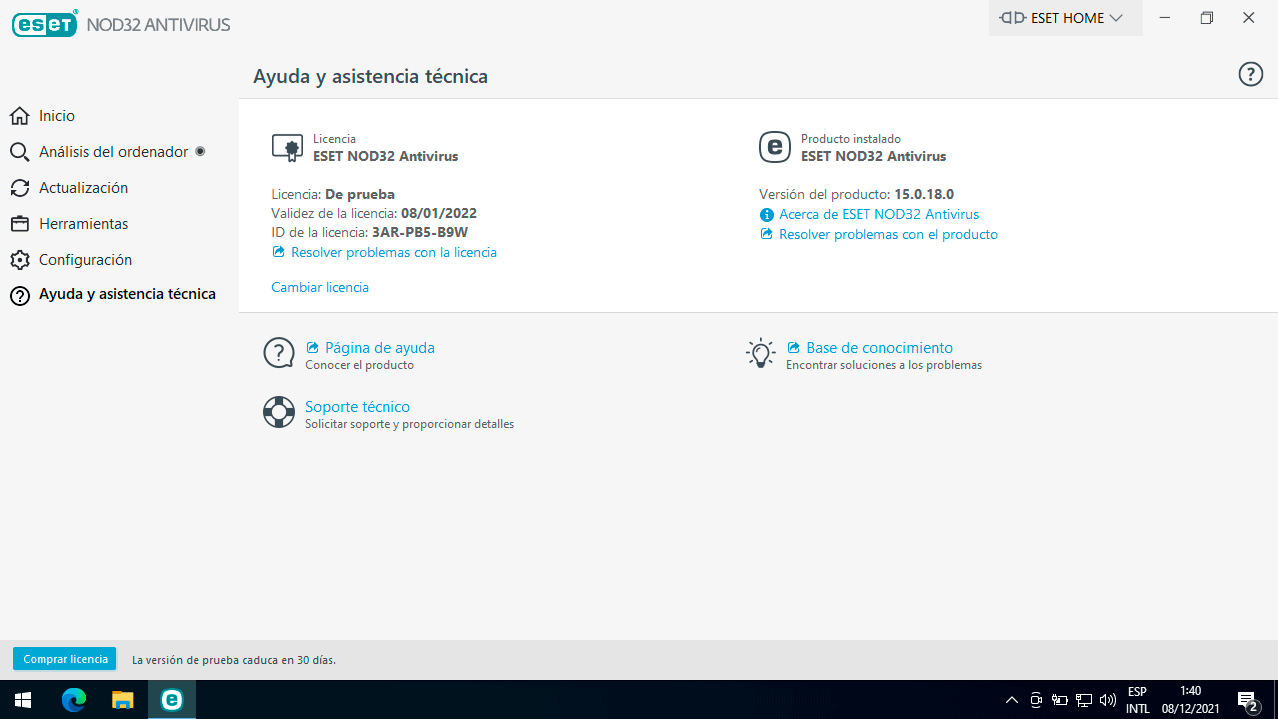 eset NOD32 ANTIVIRUS
ESET HOME
Ayuda y asistencia técnica
Inicio
Análisis del ordenador
Actualización
Herramientas
Configuración
Ayuda y asistencia técnica
Licencia
ESET NOD32 Antivirus
Licencia: De prueba
Validez de la licencia: 08/01/2022
ID de la licencia: 3AR-PB5-B9W
Resolver problemas con la licencia
Cambiar licencia
Producto instalado
ESET NOD32 Antivirus
Versión del producto: 15.0.18.0
Acerca de ESET NOD32 Antivirus
Resolver problemas con el producto
Página de ayuda
Conocer el producto
Base de conocimiento
Encontrar soluciones a los problemas
Soporte técnico
Solicitar soporte y proporcionar detalles
Comprar licencia
La versión de prueba caduca en 30 días.
ESP
INTL
1:40
08/12/2021
2